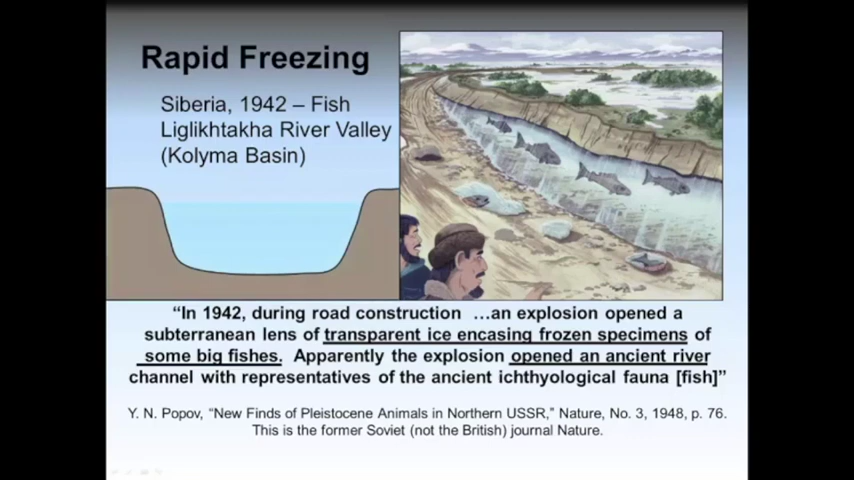 Rapid Freezing
Siberia, 1942 – Fish
Liglikhtakha River Valley
(Kolyma Basin)
“In 1942, during road construction …an explosion opened a
subterranean lens of transparent ice encasing frozen specimens of
some big fishes. Apparently the explosion opened an ancient river
channel with representatives of the ancient ichthyological fauna [fish]”
Y. N. Popov, “New Finds of Pleistocene Animals in Northern USSR,” Nature, No. 3, 1948, p. 76.
This is the former Soviet (not the British) journal Nature.